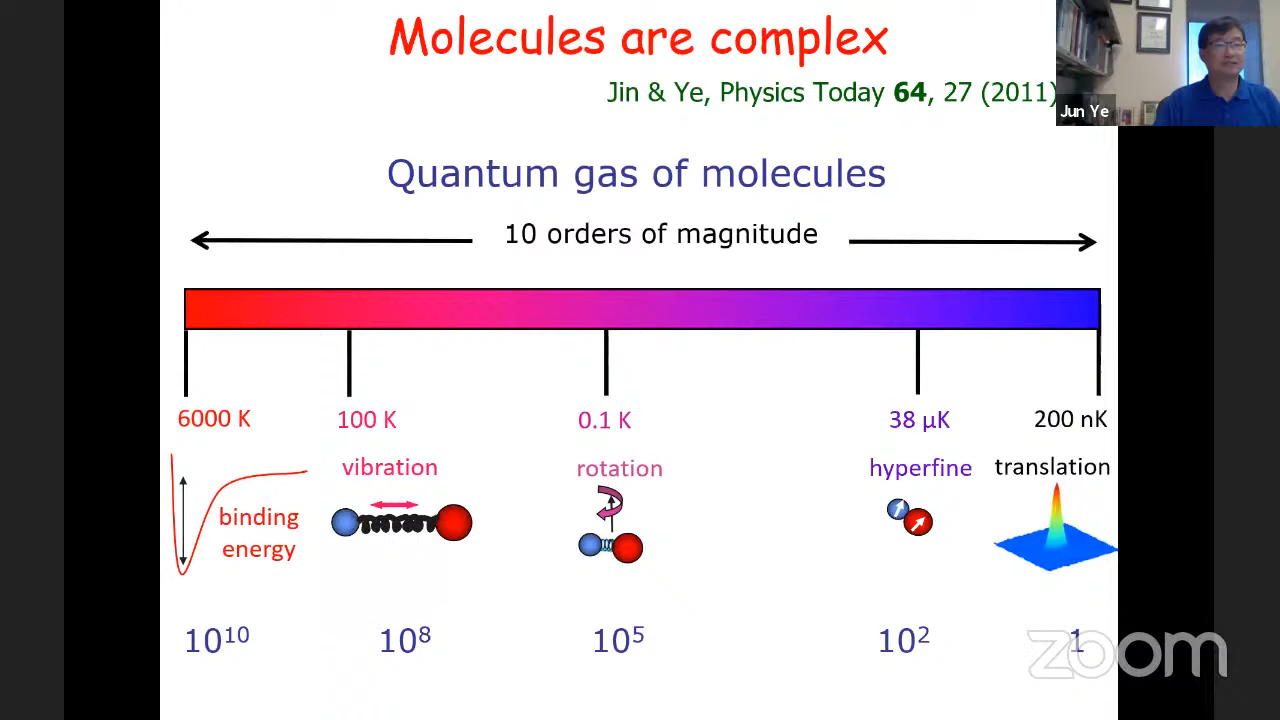 Molecules are complex
Jin & Ye, Physics Today 64, 27 (2011)
Jun Ye
Quantum gas of molecules
10 orders of magnitude
6000 K 100 K 0.1 K 38 µK 200 nK
vibration rotation hyperfine translation
binding
energy
10¹⁰ 10⁸ 10⁵ 10² 1
zoom